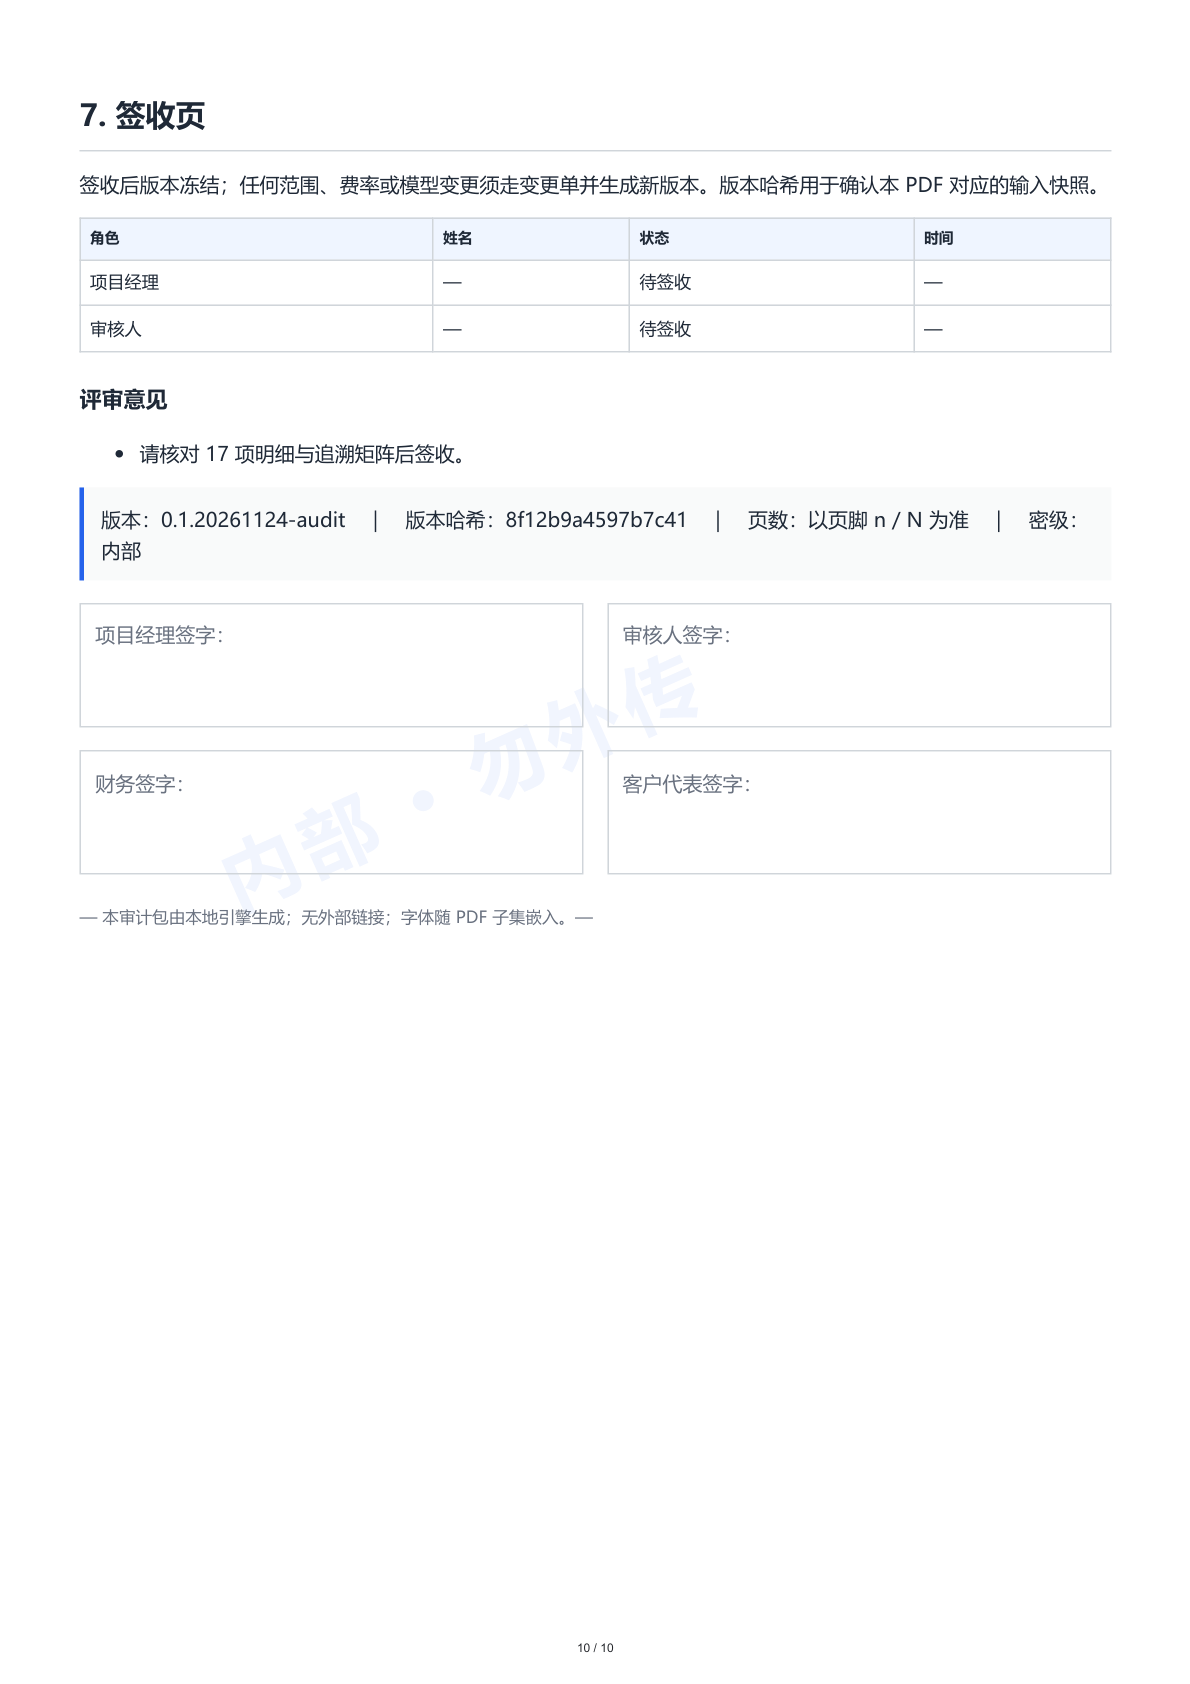 7. 签收页
签收后版本冻结；任何范围、费率或模型变更须走变更单并生成新版本。版本哈希用于确认本 PDF 对应的输入快照。
角色 姓名 状态 时间
项目经理 — 待签收 —
审核人 — 待签收 —
评审意见
• 请核对 17 项明细与追溯矩阵后签收。
版本：0.1.20261124-audit | 版本哈希：8f12b9a4597b7c41 | 页数：以页脚 n / N 为准 | 密级：
内部
项目经理签字： 审核人签字：
财务签字： 客户代表签字：
内部 · 勿外传
— 本审计包由本地引擎生成；无外部链接；字体随 PDF 子集嵌入。—
10 / 10